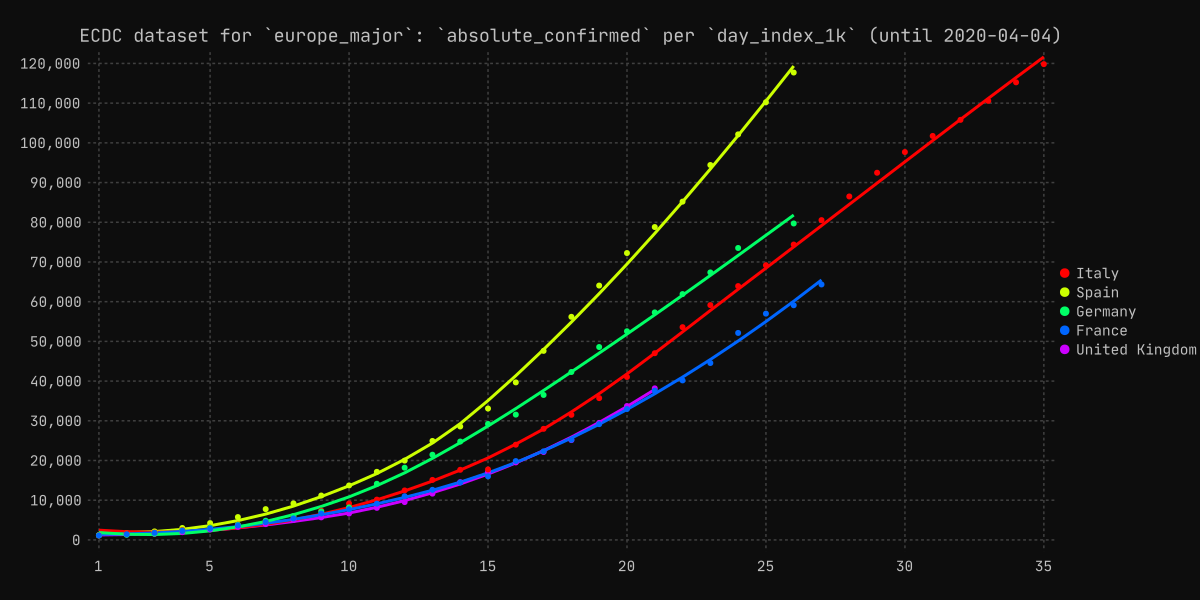 ECDC dataset for `europe_major`: `absolute_confirmed` per `day_index_1k` (until 2020-04-04)
120,000
110,000
100,000
90,000
80,000
70,000
60,000
50,000
40,000
30,000
20,000
10,000
0
1 5 10 15 20 25 30 35
Italy
Spain
Germany
France
United Kingdom